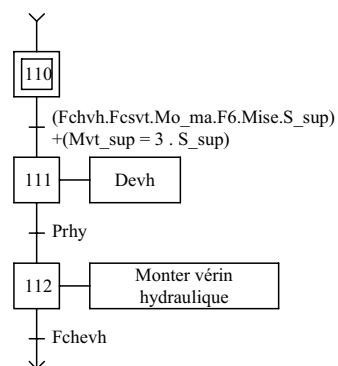 110
(Fchvh.Fcsvt.Mo_ma.F6.Mise.S_sup)
+(Mvt_sup = 3 . S_sup)
111
Devh
Prhy
112
Monter vérin
hydraulique
Fchevh